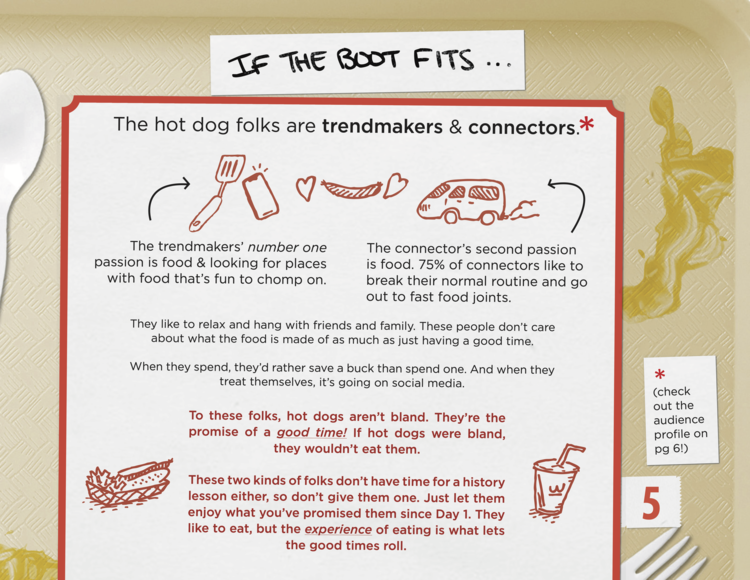 IF THE BOOT FITS ...
The hot dog folks are trendmakers & connectors.*
The trendmakers' number one
passion is food & looking for places
with food that's fun to chomp on.
The connector's second passion
is food. 75% of connectors like to
break their normal routine and go
out to fast food joints.
They like to relax and hang with friends and family. These people don't care
about what the food is made of as much as just having a good time.
When they spend, they'd rather save a buck than spend one. And when they
treat themselves, it's going on social media.
To these folks, hot dogs aren't bland. They're the
promise of a good time! If hot dogs were bland,
they wouldn't eat them.
These two kinds of folks don't have time for a history
lesson either, so don't give them one. Just let them
enjoy what you've promised them since Day 1. They
like to eat, but the experience of eating is what lets
the good times roll.
*
(check
out the
audience
profile on
pg 6!)
5